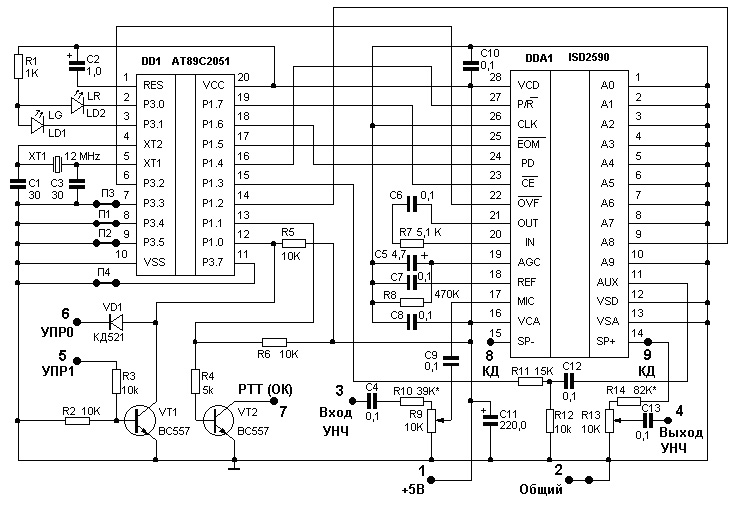 DD1 AT89C2051
DDA1 ISD2590
R1
1K
C2
1,0
+
C10
0,1
LG
LD1
LR
LD2
XT1
12 MHz
C1
30
C3
30
П3
П1
П2
П4
1 RES VCC 20
2 P3.0 P1.7 19
3 P3.1 P1.6 18
4 XT2 P1.5 17
5 XT1 P1.4 16
6 P3.2 P1.3 15
7 P3.3 P1.2 14
8 P3.4 P1.1 13
9 P3.5 P1.0 12
10 VSS P3.7 11
28 VCD A0 1
27 P/R A1 2
26 CLK A2 3
25 EOM A3 4
24 PD A4 5
23 CE A5 6
22 OVF A6 7
21 OUT A7 8
20 IN A8 9
19 AGC A9 10
18 REF AUX 11
17 MIC VSD 12
16 VCA VSA 13
15 SP- SP+ 14
C6
0,1
R7 5,1 K
C5 4,7
+
C7
0,1
R8
470K
C8
0,1
R5
10K
R6 10K
6
УПР0
VD1
КД521
5
УПР1
R3
10k
R2 10K
VT1
BC557
R4
5k
VT2
BC557
РТТ (ОК)
7
3
Вход
УНЧ
C4
0,1
R10 39K*
R9
10K
C9
0,1
8
КД
9
КД
R11 15K
C12
0,1
R12
10k
R14 82K*
R13
10K
C13
0,1
4
Выход
УНЧ
+
C11
220,0
1
+5В
2
Общий